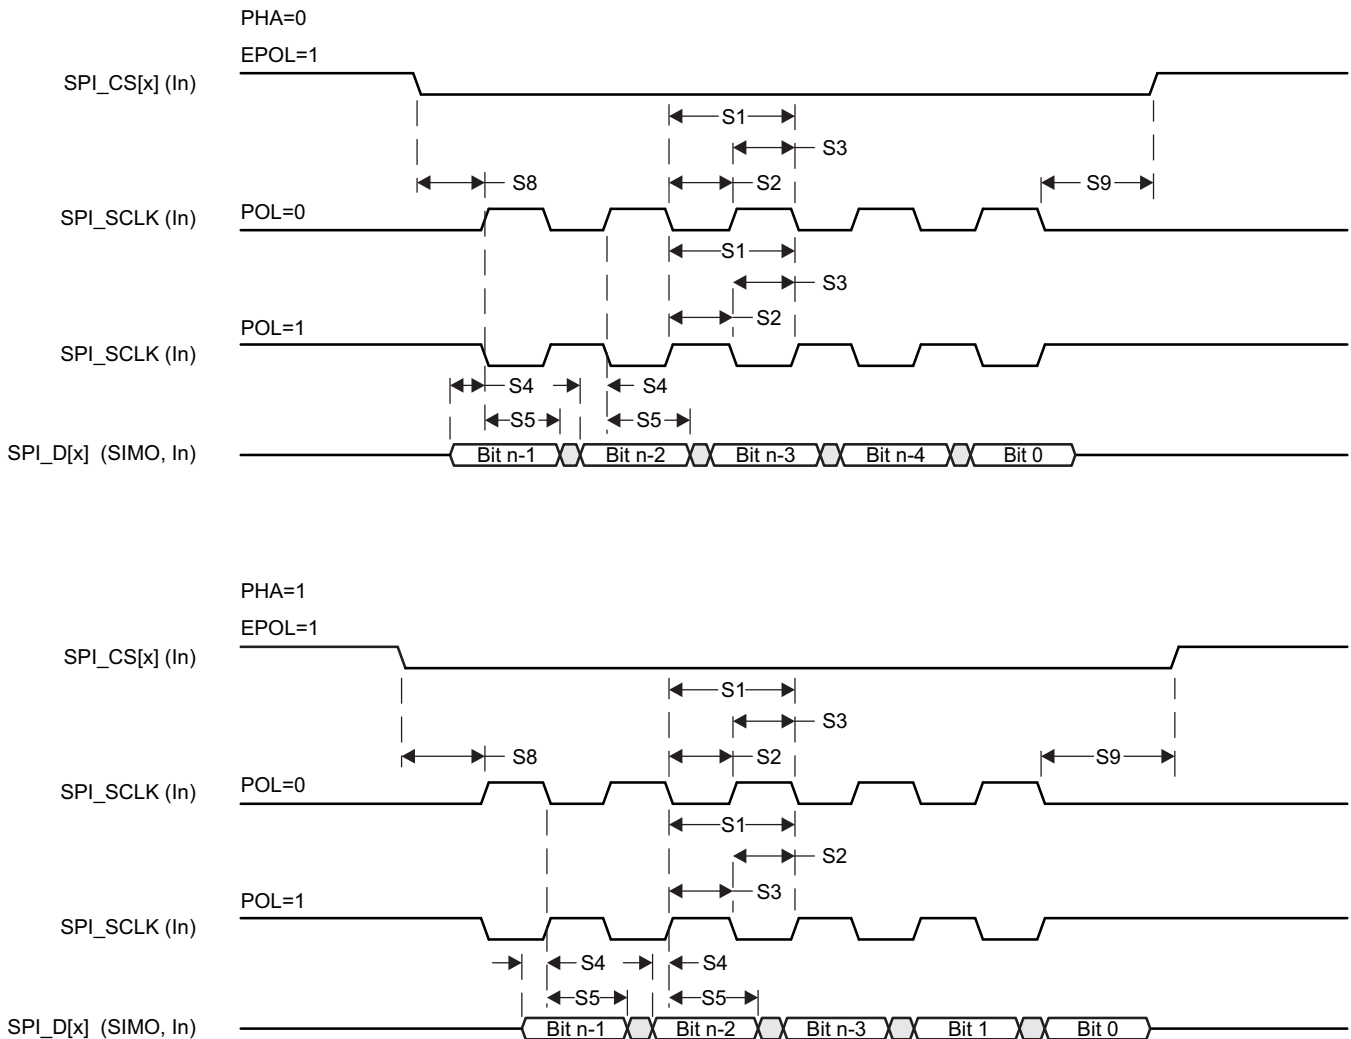 PHA=0
EPOL=1
SPI_CS[x] (In)
S1
S3
S8
S2
S9
POL=0
SPI_SCLK (In)
S1
S3
S2
POL=1
SPI_SCLK (In)
S4
S4
S5
S5
SPI_D[x] (SIMO, In)
Bit n-1
Bit n-2
Bit n-3
Bit n-4
Bit 0
PHA=1
EPOL=1
SPI_CS[x] (In)
S1
S3
S8
S2
S9
POL=0
SPI_SCLK (In)
S1
S2
S3
POL=1
SPI_SCLK (In)
S4
S4
S5
S5
SPI_D[x] (SIMO, In)
Bit n-1
Bit n-2
Bit n-3
Bit 1
Bit 0